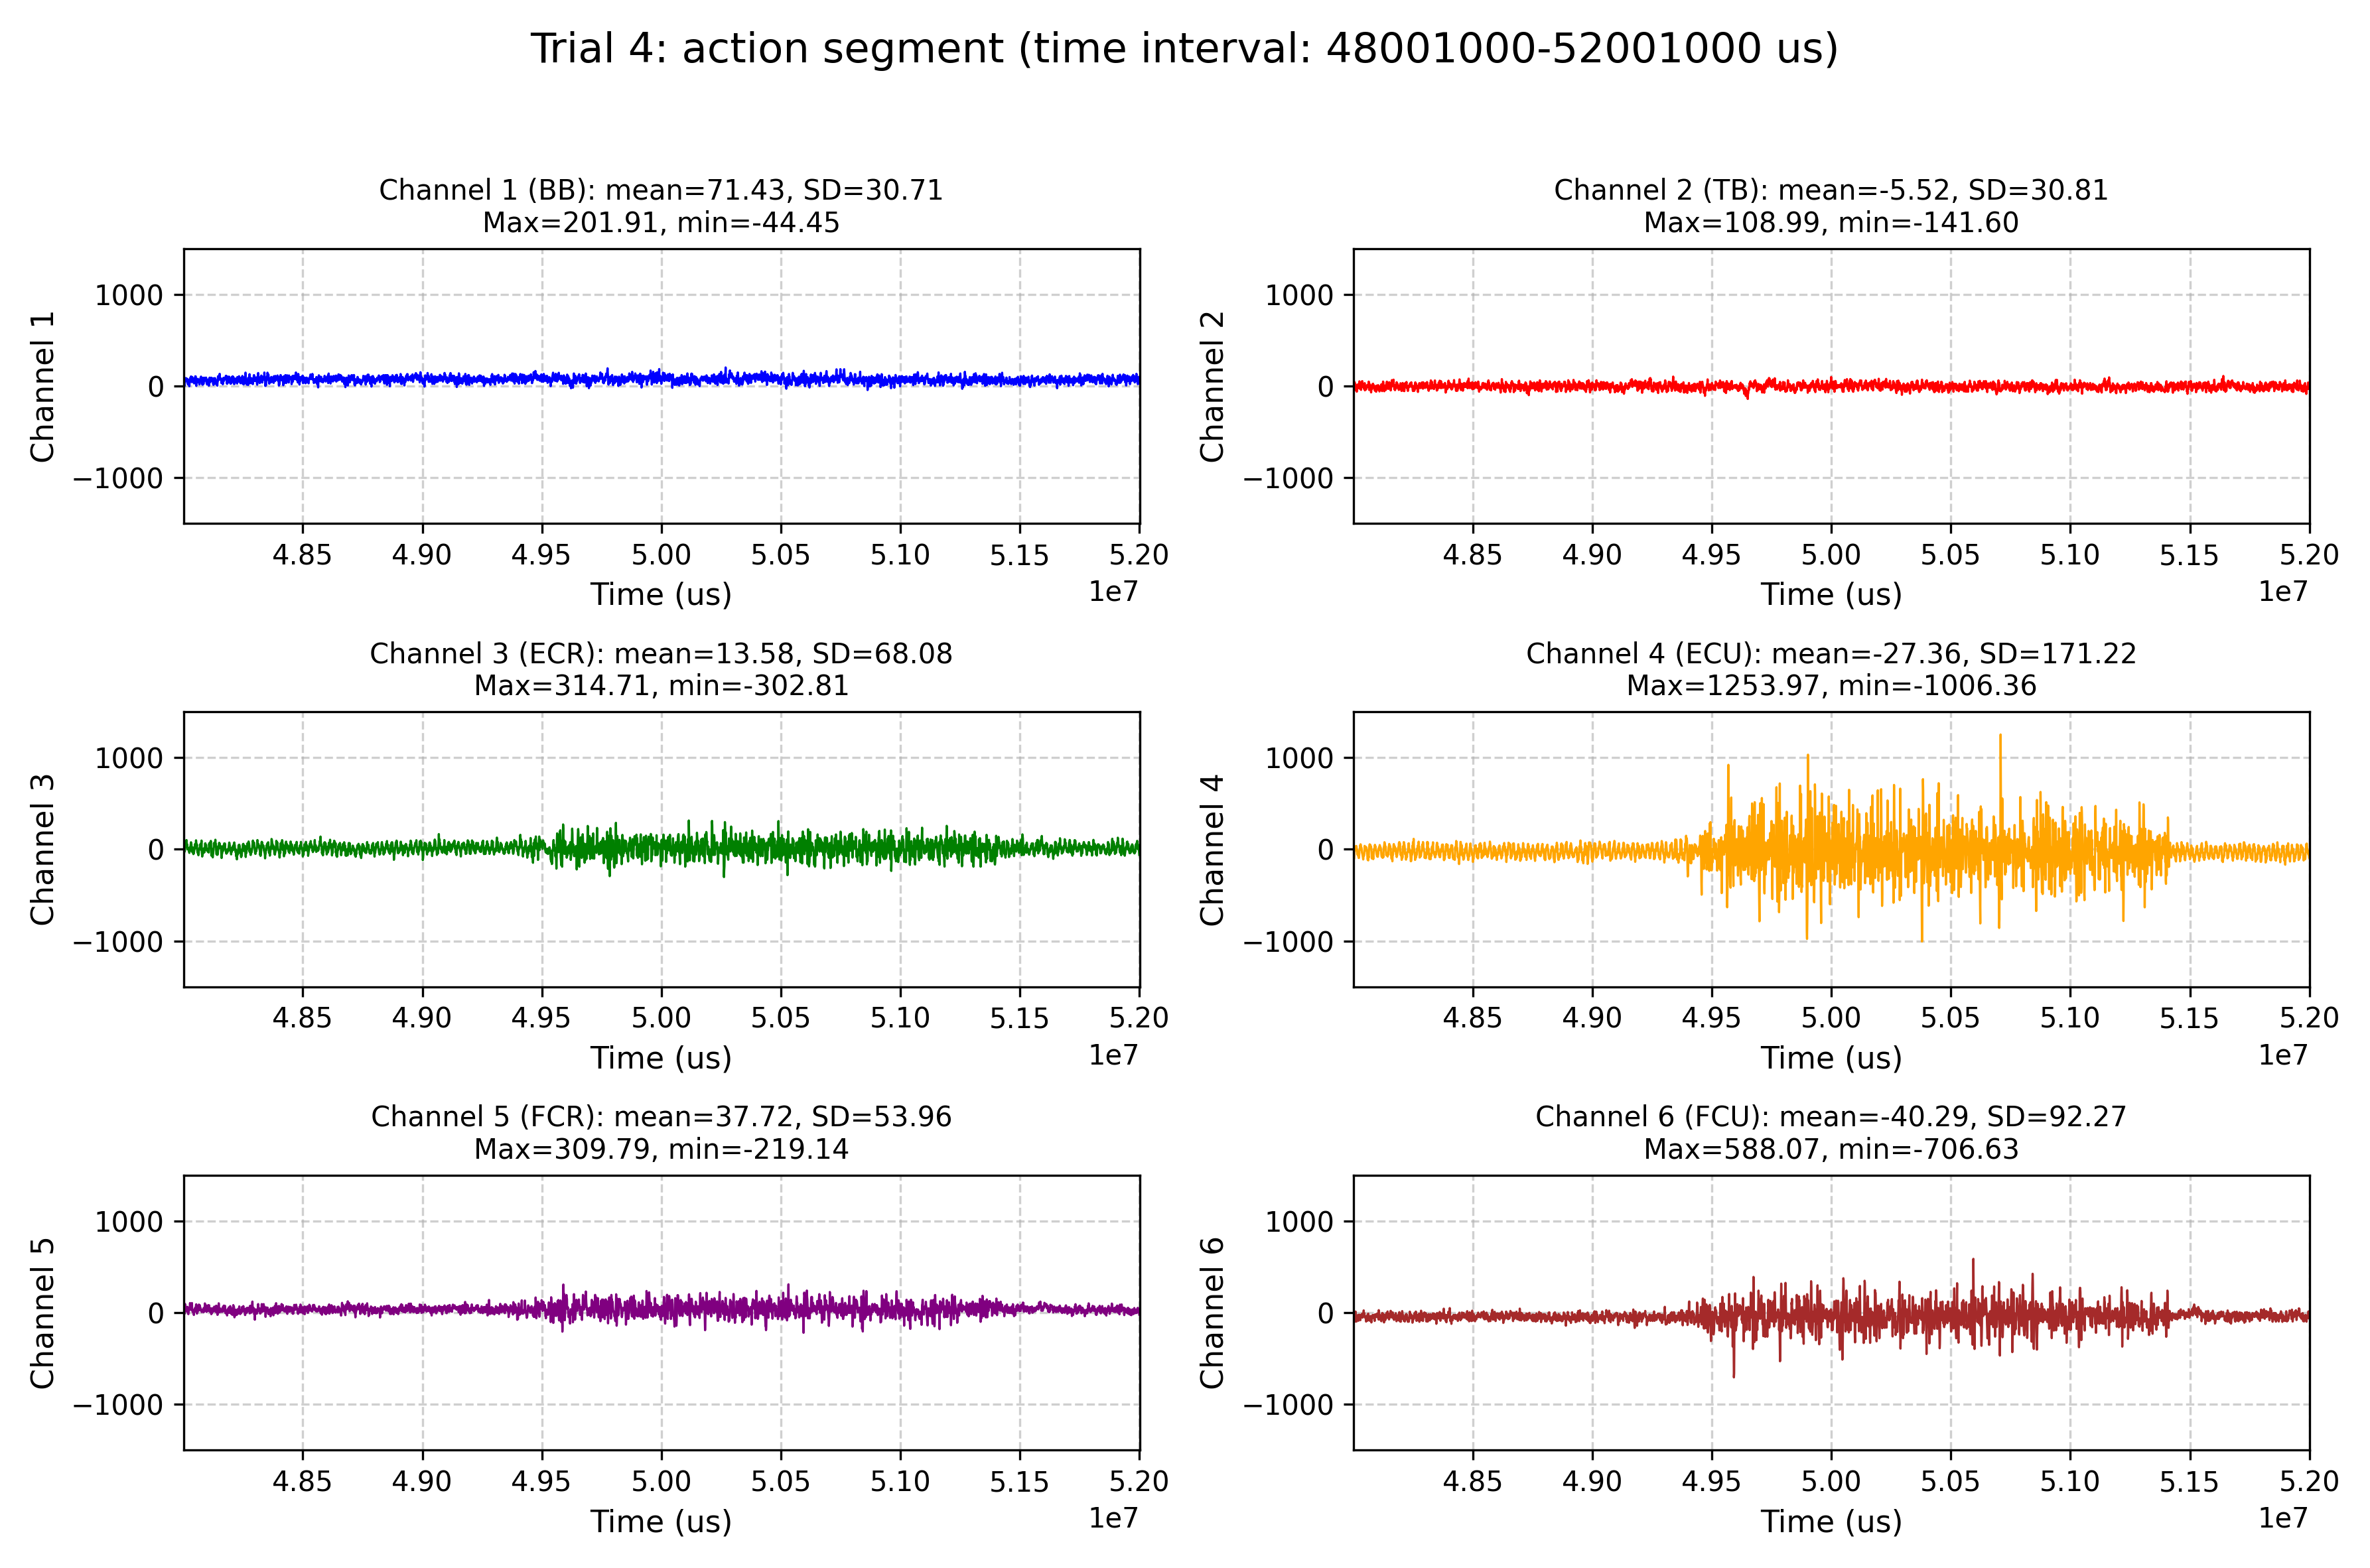 Trial 4: action segment (time interval: 48001000-52001000 us)
Channel 1 (BB): mean=71.43, SD=30.71
Max=201.91, min=-44.45
Channel 1
1000
0
−1000
4.85 4.90 4.95 5.00 5.05 5.10 5.15 5.20
1e7
Time (us)
Channel 2 (TB): mean=-5.52, SD=30.81
Max=108.99, min=-141.60
Channel 2
1000
0
−1000
4.85 4.90 4.95 5.00 5.05 5.10 5.15 5.20
1e7
Time (us)
Channel 3 (ECR): mean=13.58, SD=68.08
Max=314.71, min=-302.81
Channel 3
1000
0
−1000
4.85 4.90 4.95 5.00 5.05 5.10 5.15 5.20
1e7
Time (us)
Channel 4 (ECU): mean=-27.36, SD=171.22
Max=1253.97, min=-1006.36
Channel 4
1000
0
−1000
4.85 4.90 4.95 5.00 5.05 5.10 5.15 5.20
1e7
Time (us)
Channel 5 (FCR): mean=37.72, SD=53.96
Max=309.79, min=-219.14
Channel 5
1000
0
−1000
4.85 4.90 4.95 5.00 5.05 5.10 5.15 5.20
1e7
Time (us)
Channel 6 (FCU): mean=-40.29, SD=92.27
Max=588.07, min=-706.63
Channel 6
1000
0
−1000
4.85 4.90 4.95 5.00 5.05 5.10 5.15 5.20
1e7
Time (us)